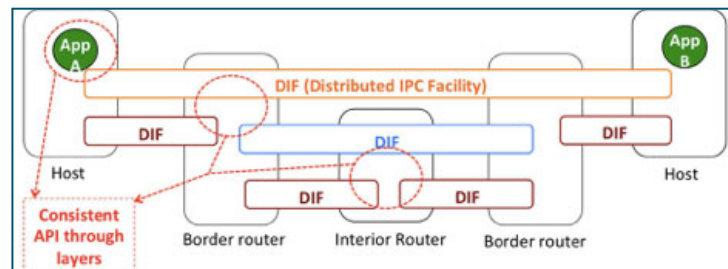 App
A
App
B
DIF (Distributed IPC Facility)
DIF
DIF
DIF
Host
Host
DIF
DIF
Consistent
API through
layers
Border router
Interior Router
Border router